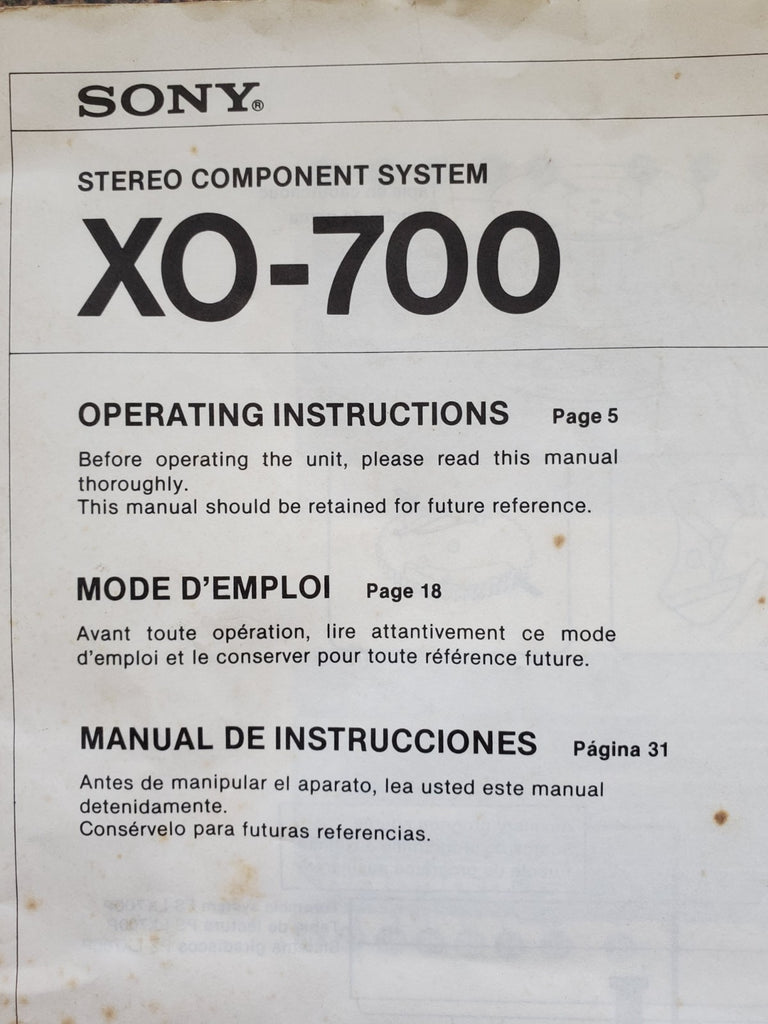 SONY®
STEREO COMPONENT SYSTEM
XO-700
OPERATING INSTRUCTIONS Page 5
Before operating the unit, please read this manual
thoroughly.
This manual should be retained for future reference.
MODE D'EMPLOI Page 18
Avant toute opération, lire attantivement ce mode
d'emploi et le conserver pour toute référence future.
MANUAL DE INSTRUCCIONES Página 31
Antes de manipular el aparato, lea usted este manual
detenidamente.
Consérvelo para futuras referencias.